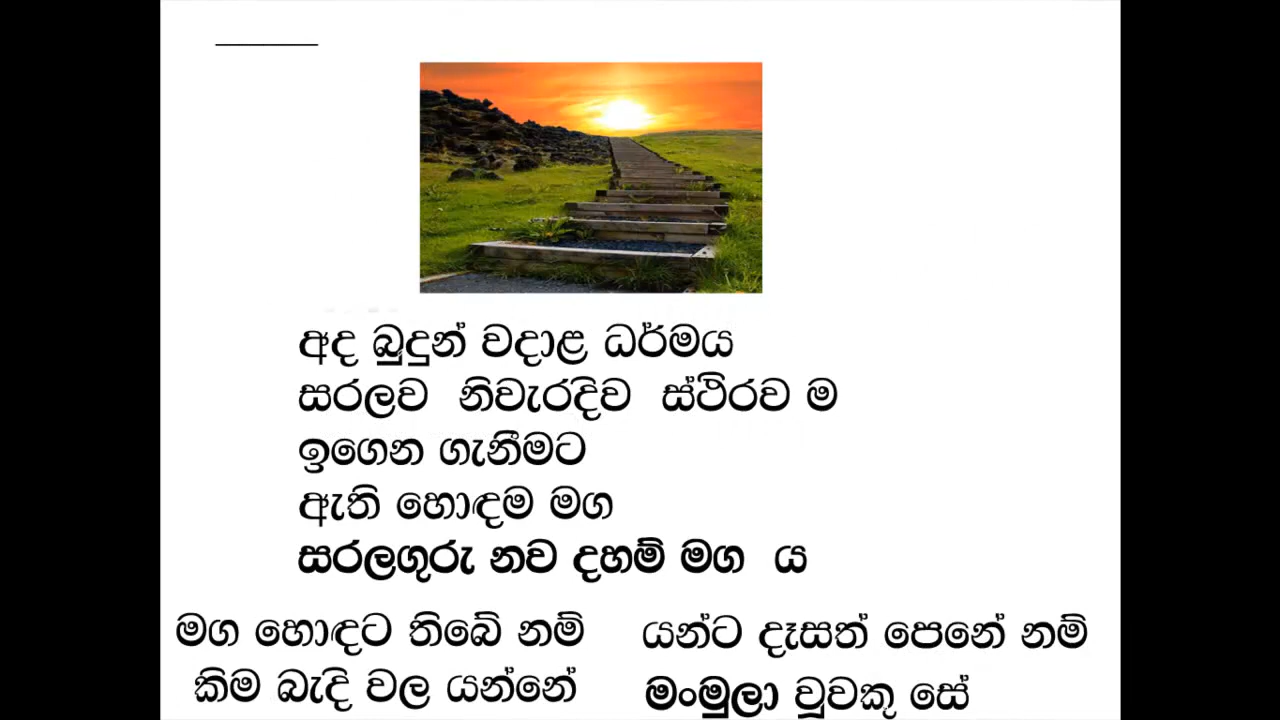 අද බුදුන් වදාළ ධර්මය
සරලව නිවැරදිව ස්ථිරව ම
ඉගෙන ගැනීමට
ඇති හොඳම මග
සරලගුරු නව දහම් මග ය
මග හොඳට තිබේ නම්
කිම බැදි වල යන්නේ
යන්ට දෑසත් පෙනේ නම්
මංමුලා වූවකු සේ